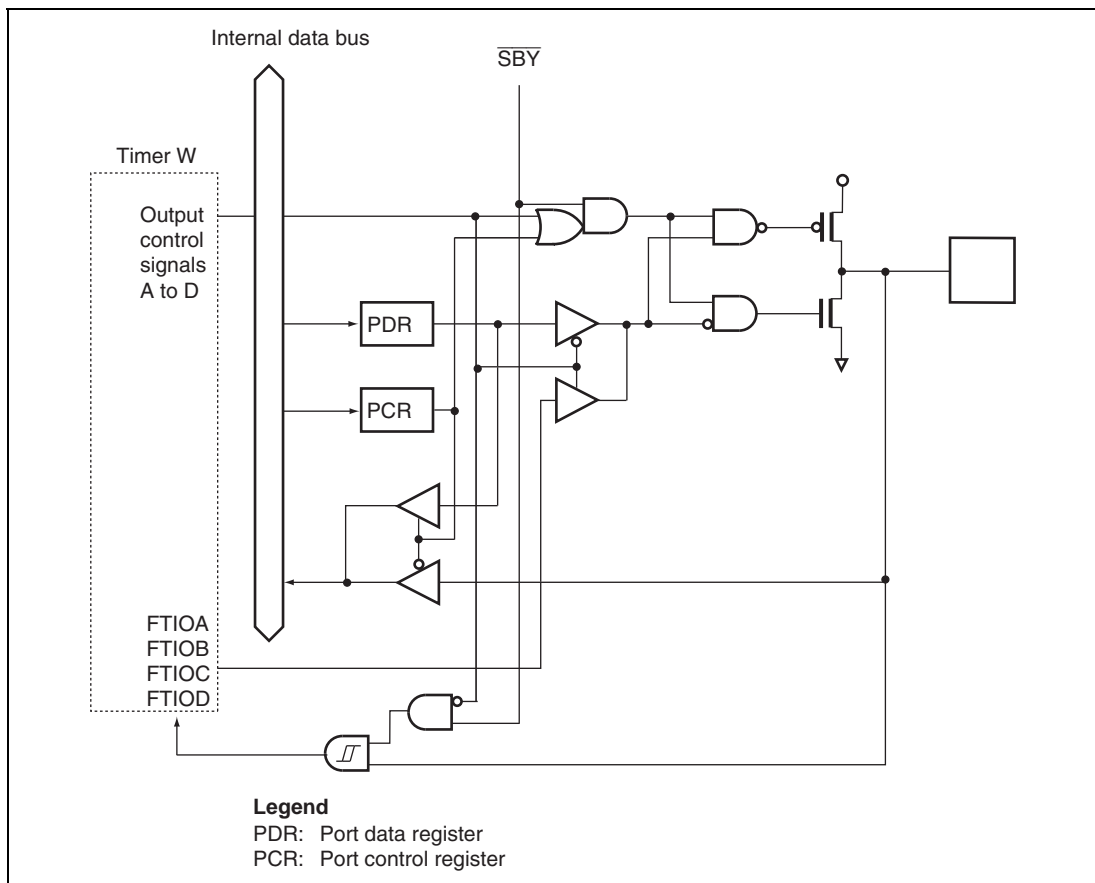 Internal data bus
S̅B̅Y̅
Timer W
Output
control
signals
A to D
PDR
PCR
FTIOA
FTIOB
FTIOC
FTIOD
Legend
PDR: Port data register
PCR: Port control register